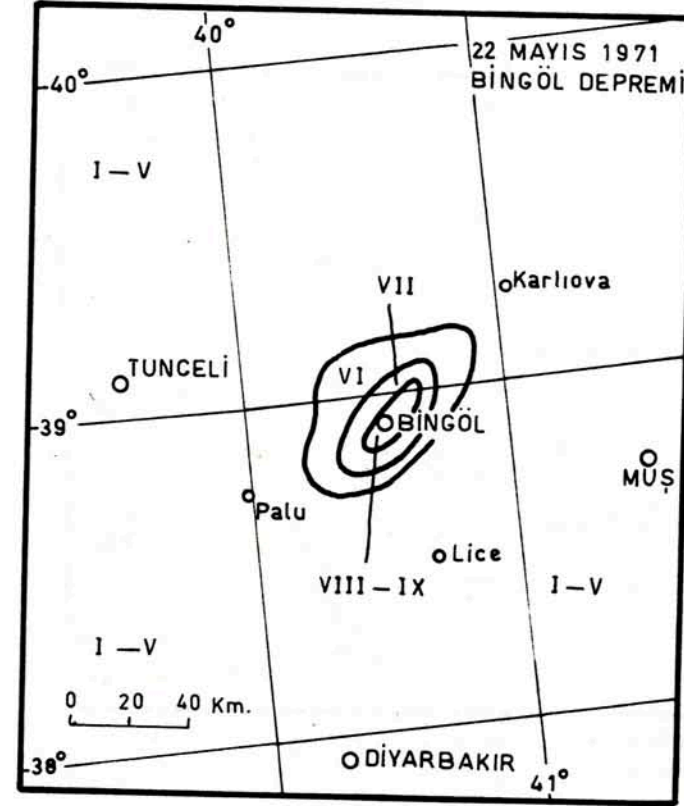 40°
22 MAYIS 1971
BİNGÖL DEPREMİ
40°
I – V
VII
Karlıova
TUNCELİ
VI
39°
BİNGÖL
MUŞ
Palu
Lice
VIII – IX
I – V
I – V
0 20 40 Km.
38°
DİYARBAKIR
41°